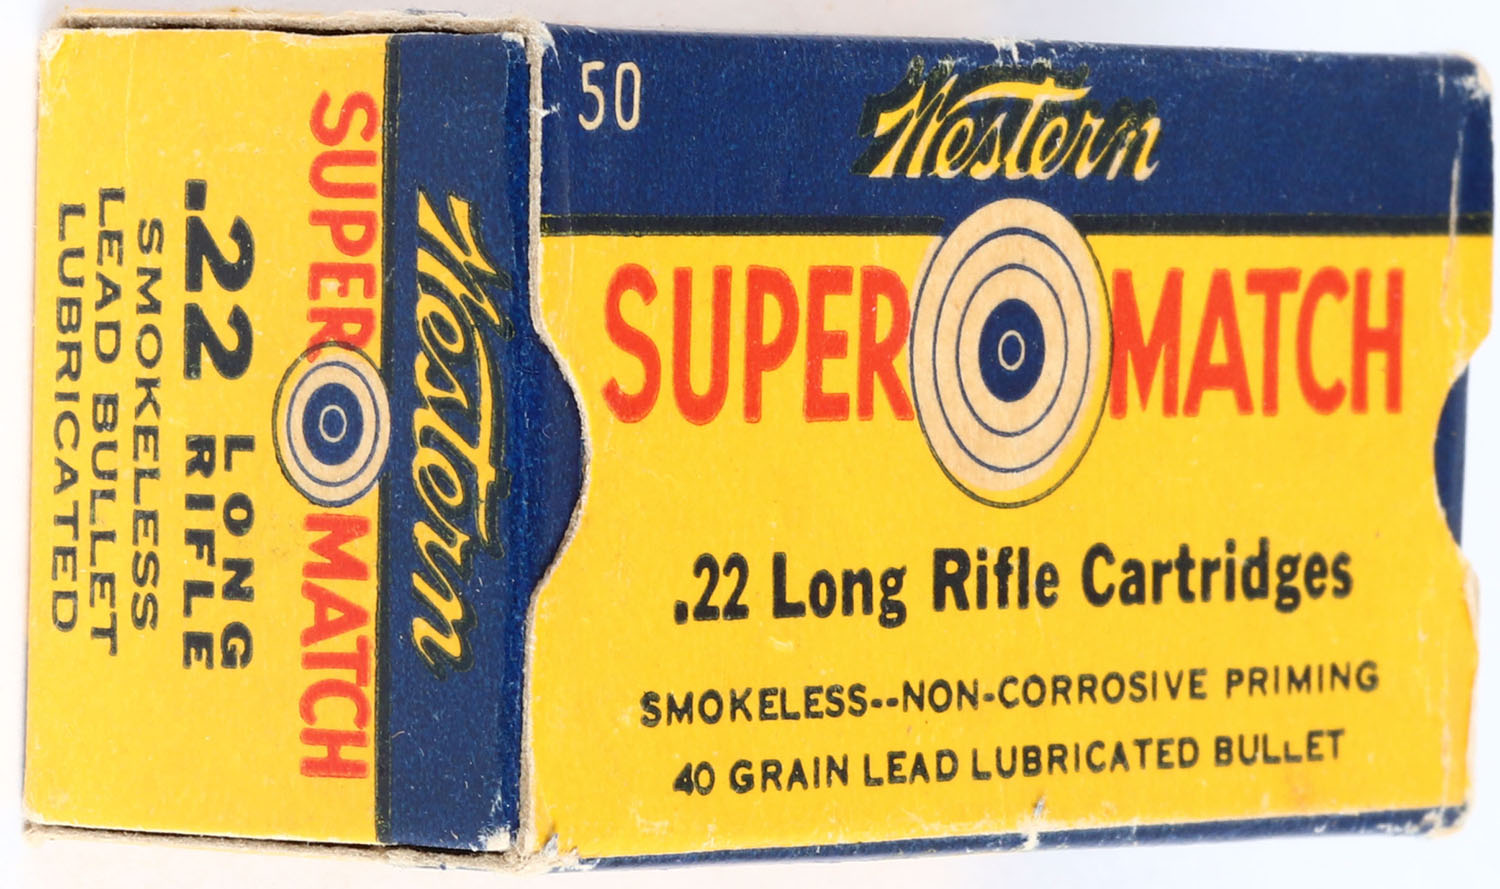 50
Western
SUPER MATCH
.22 Long Rifle Cartridges
SMOKELESS--NON-CORROSIVE PRIMING
40 GRAIN LEAD LUBRICATED BULLET
Western
SUPER MATCH
.22 LONG RIFLE
SMOKELESS
LEAD BULLET
LUBRICATED